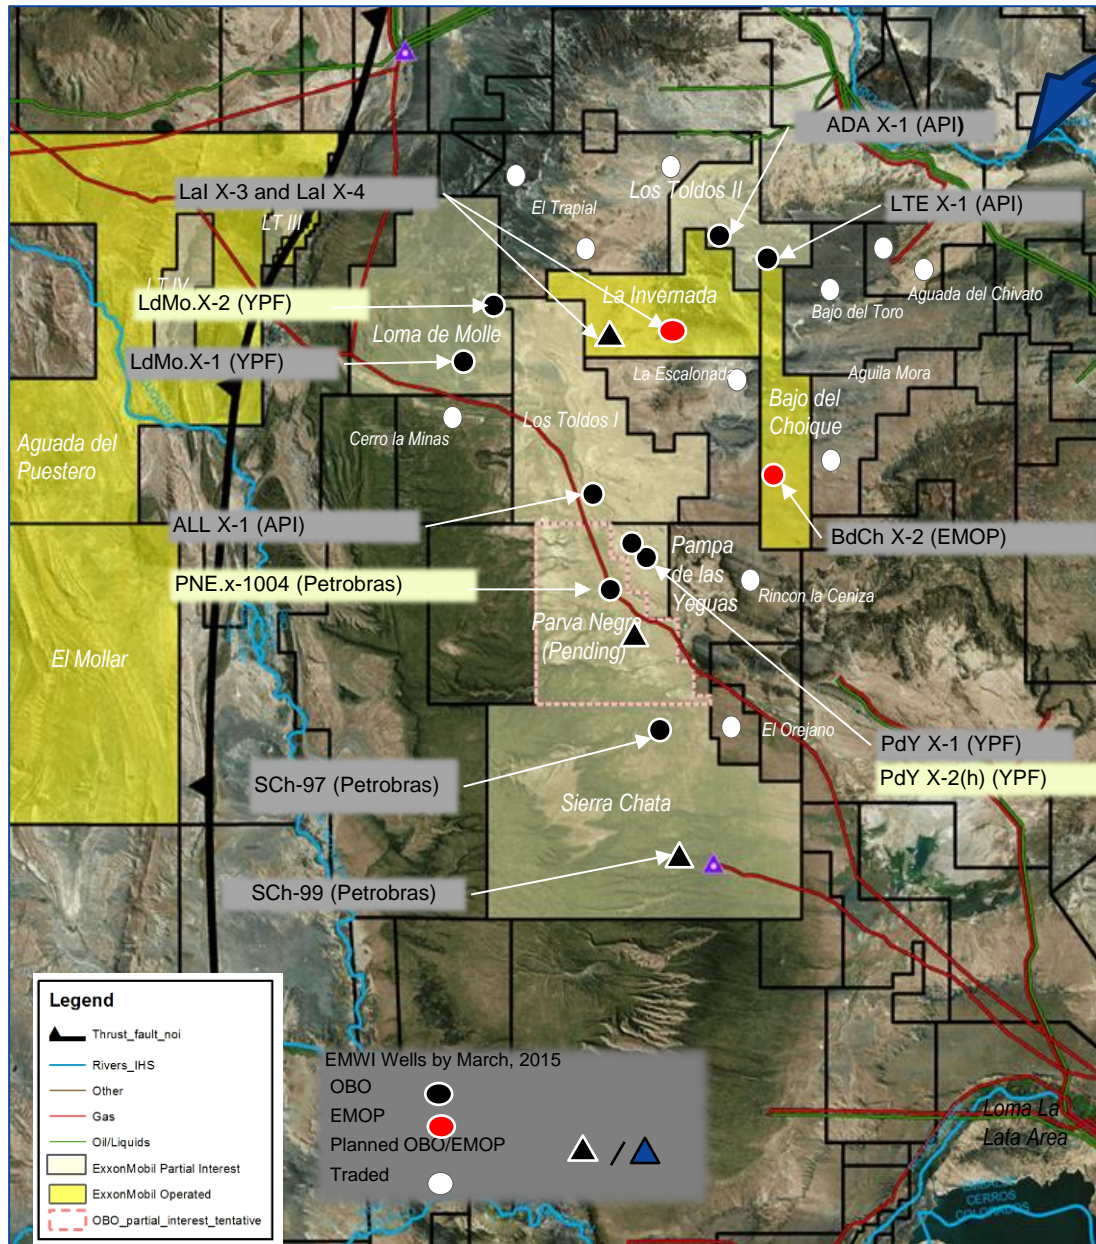 ADA X-1 (API)
LaI X-3 and LaI X-4
Los Toldos II
El Trapial
LTE X-1 (API)
LT III
LT IV
Aguada del Chivato
Bajo del Toro
La Invernada
LdMo.X-2 (YPF)
Loma de Molle
LdMo.X-1 (YPF)
La Escalonada
Aguila Mora
Bajo del
Choique
Los Toldos I
Cerro la Minas
Aguada del
Puestero
ALL X-1 (API)
BdCh X-2 (EMOP)
Pampa
de las
Yeguas
PNE.x-1004 (Petrobras)
Rincon la Ceniza
Parva Negra
(Pending)
El Mollar
El Orejano
PdY X-1 (YPF)
PdY X-2(h) (YPF)
SCh-97 (Petrobras)
Sierra Chata
SCh-99 (Petrobras)
Legend
Thrust_fault_noi
Rivers_IHS
Other
Gas
Oil/Liquids
ExxonMobil Partial Interest
ExxonMobil Operated
OBO_partial_interest_tentative
EMWI Wells by March, 2015
OBO
EMOP
Planned OBO/EMOP
/
Traded
Loma La
Lata Area
CERROS
COLORADOS